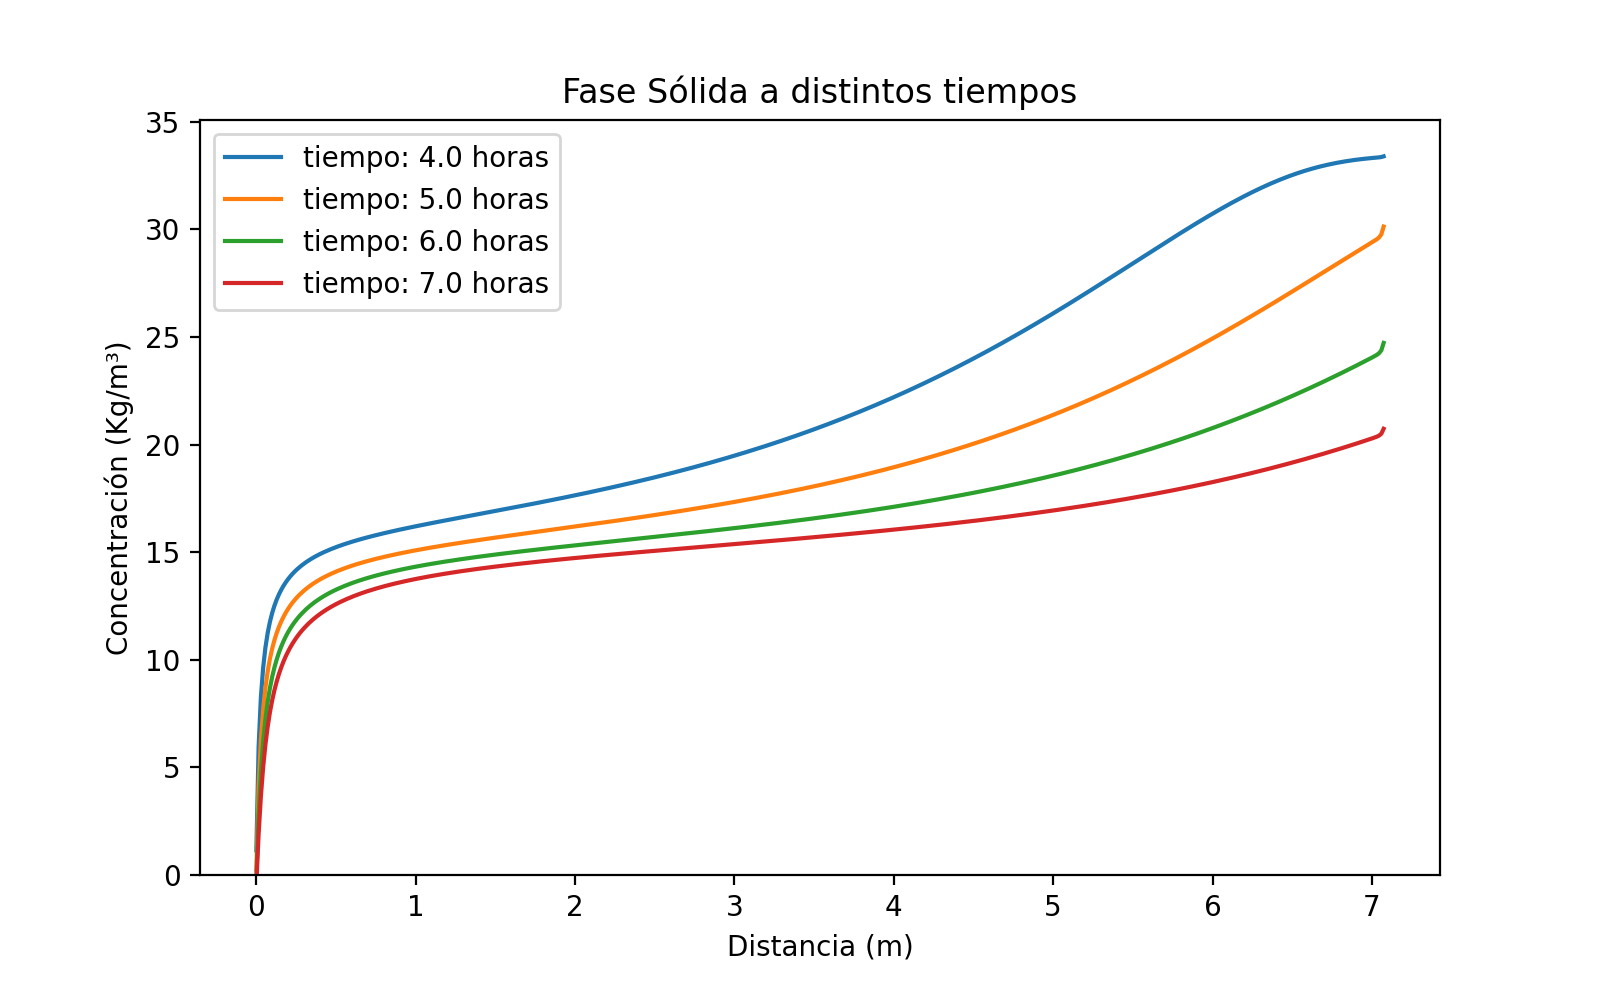 Fase Sólida a distintos tiempos
35
30
25
20
15
10
5
0
Concentración (Kg/m³)
tiempo: 4.0 horas
tiempo: 5.0 horas
tiempo: 6.0 horas
tiempo: 7.0 horas
0 1 2 3 4 5 6 7
Distancia (m)